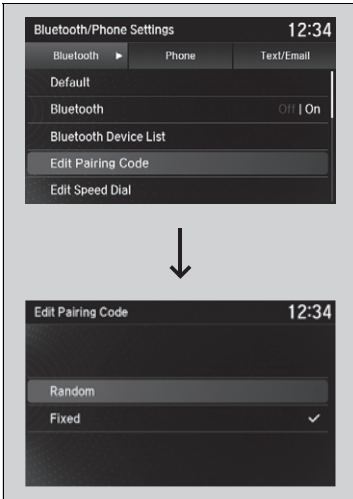 Bluetooth/Phone Settings 12:34
Bluetooth Phone Text/Email
Default
Bluetooth Off | On
Bluetooth Device List
Edit Pairing Code
Edit Speed Dial
Edit Pairing Code 12:34
Random
Fixed